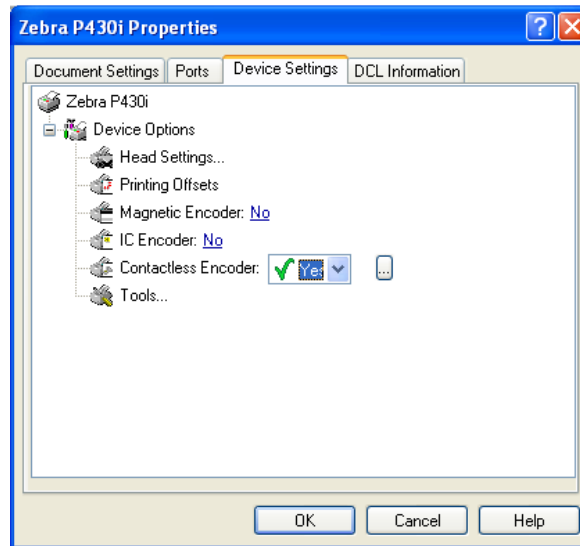 Zebra P430i Properties
Document Settings Ports Device Settings DCL Information
Zebra P430i
Device Options
Head Settings...
Printing Offsets
Magnetic Encoder: No
IC Encoder: No
Contactless Encoder: Yes ...
Tools...
OK Cancel Help